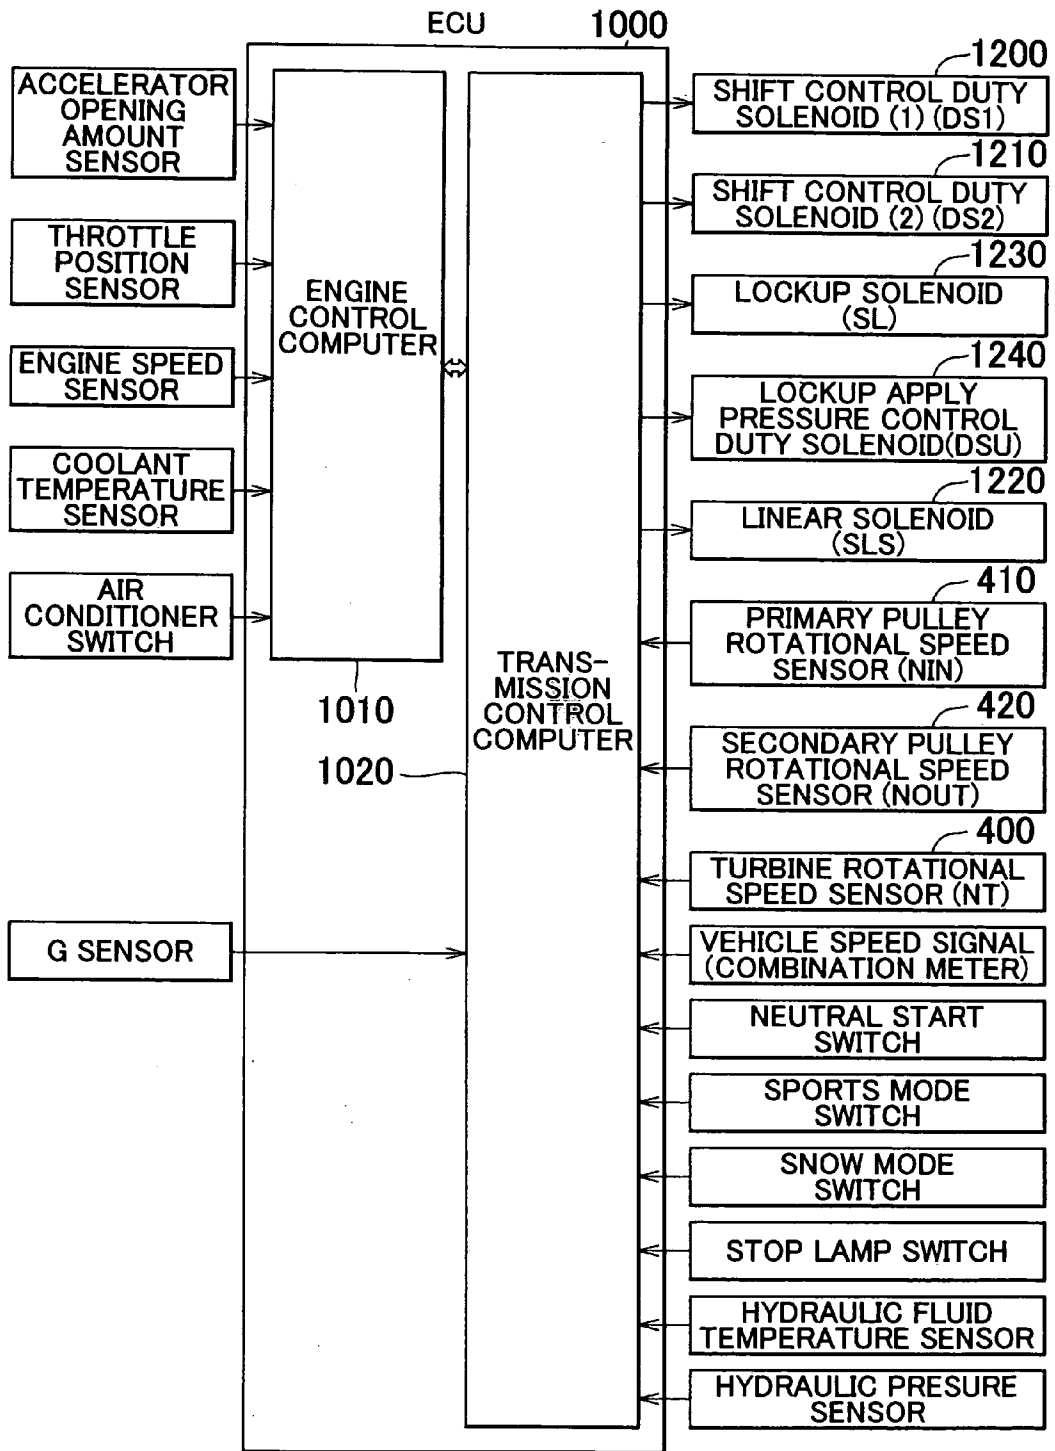 ECU
1000
ACCELERATOR
OPENING
AMOUNT
SENSOR
THROTTLE
POSITION
SENSOR
ENGINE SPEED
SENSOR
COOLANT
TEMPERATURE
SENSOR
AIR
CONDITIONER
SWITCH
G SENSOR
ENGINE
CONTROL
COMPUTER
1010
TRANS-
MISSION
CONTROL
COMPUTER
1020
1200
SHIFT CONTROL DUTY
SOLENOID (1) (DS1)
1210
SHIFT CONTROL DUTY
SOLENOID (2) (DS2)
1230
LOCKUP SOLENOID
(SL)
1240
LOCKUP APPLY
PRESSURE CONTROL
DUTY SOLENOID(DSU)
1220
LINEAR SOLENOID
(SLS)
410
PRIMARY PULLEY
ROTATIONAL SPEED
SENSOR (NIN)
420
SECONDARY PULLEY
ROTATIONAL SPEED
SENSOR (NOUT)
400
TURBINE ROTATIONAL
SPEED SENSOR (NT)
VEHICLE SPEED SIGNAL
(COMBINATION METER)
NEUTRAL START
SWITCH
SPORTS MODE
SWITCH
SNOW MODE
SWITCH
STOP LAMP SWITCH
HYDRAULIC FLUID
TEMPERATURE SENSOR
HYDRAULIC PRESURE
SENSOR